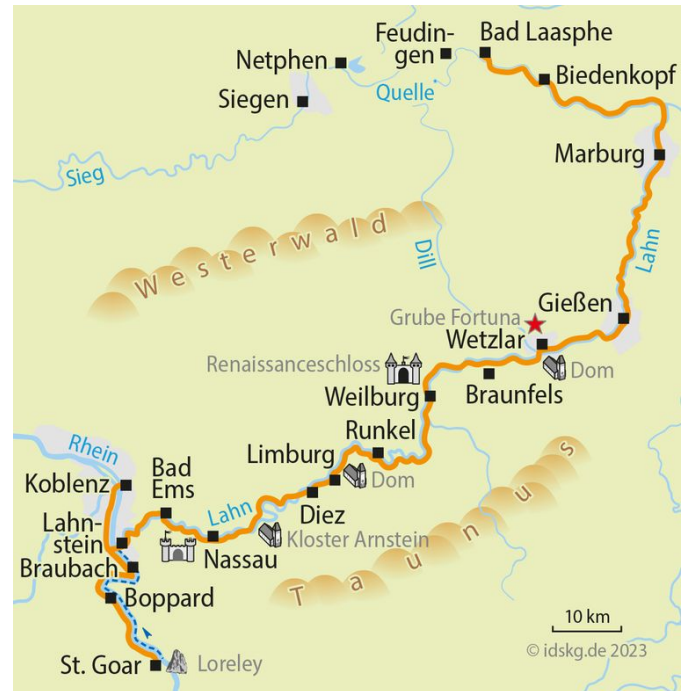 Feudin-
gen
Bad Laasphe
Netphen
Biedenkopf
Quelle
Siegen
Marburg
Sieg
Westerwald
Dill
Lahn
Gießen
Grube Fortuna
Wetzlar
Renaissanceschloss
Dom
Weilburg
Braunfels
Runkel
Rhein
Limburg
Bad
Ems
Koblenz
Dom
Lahn
Diez
Taunus
Lahn-
stein
Kloster Arnstein
Nassau
Braubach
Boppard
10 km
© idskg.de 2023
St. Goar
Loreley